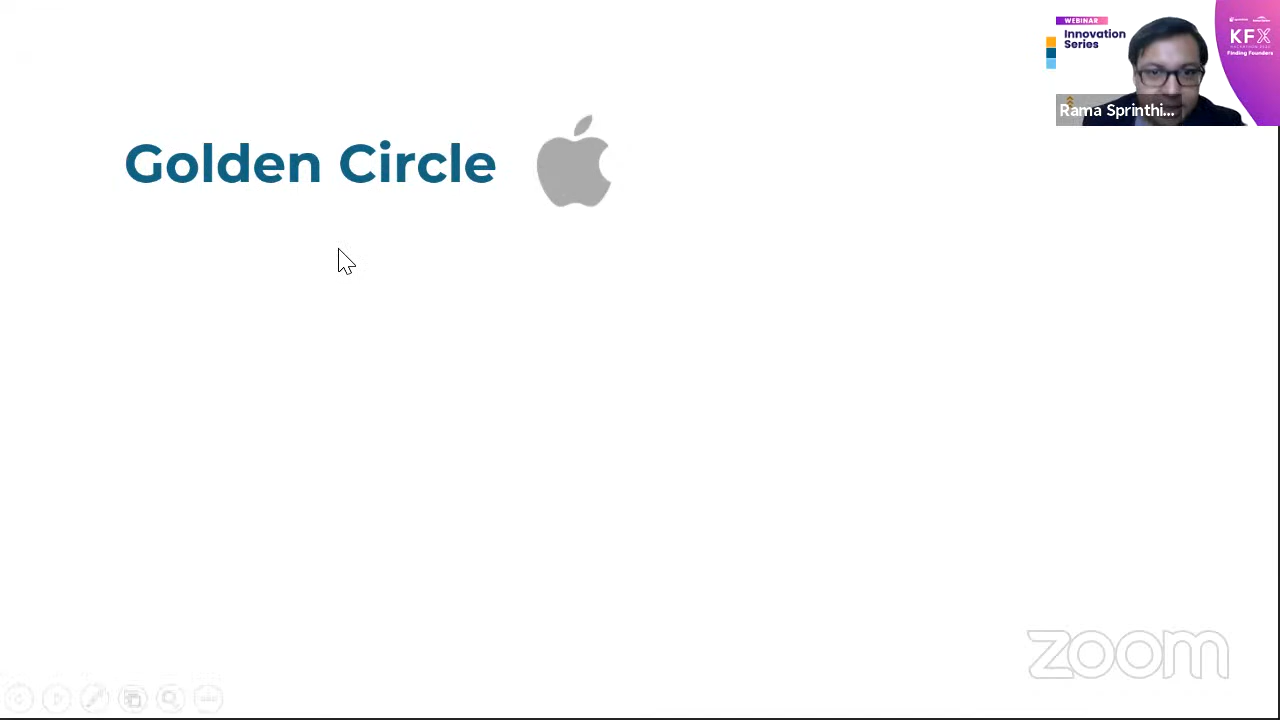 WEBINAR
Innovation
Series
KFX
Finding Founders
Rama Sprinthi...
Golden Circle
zoom